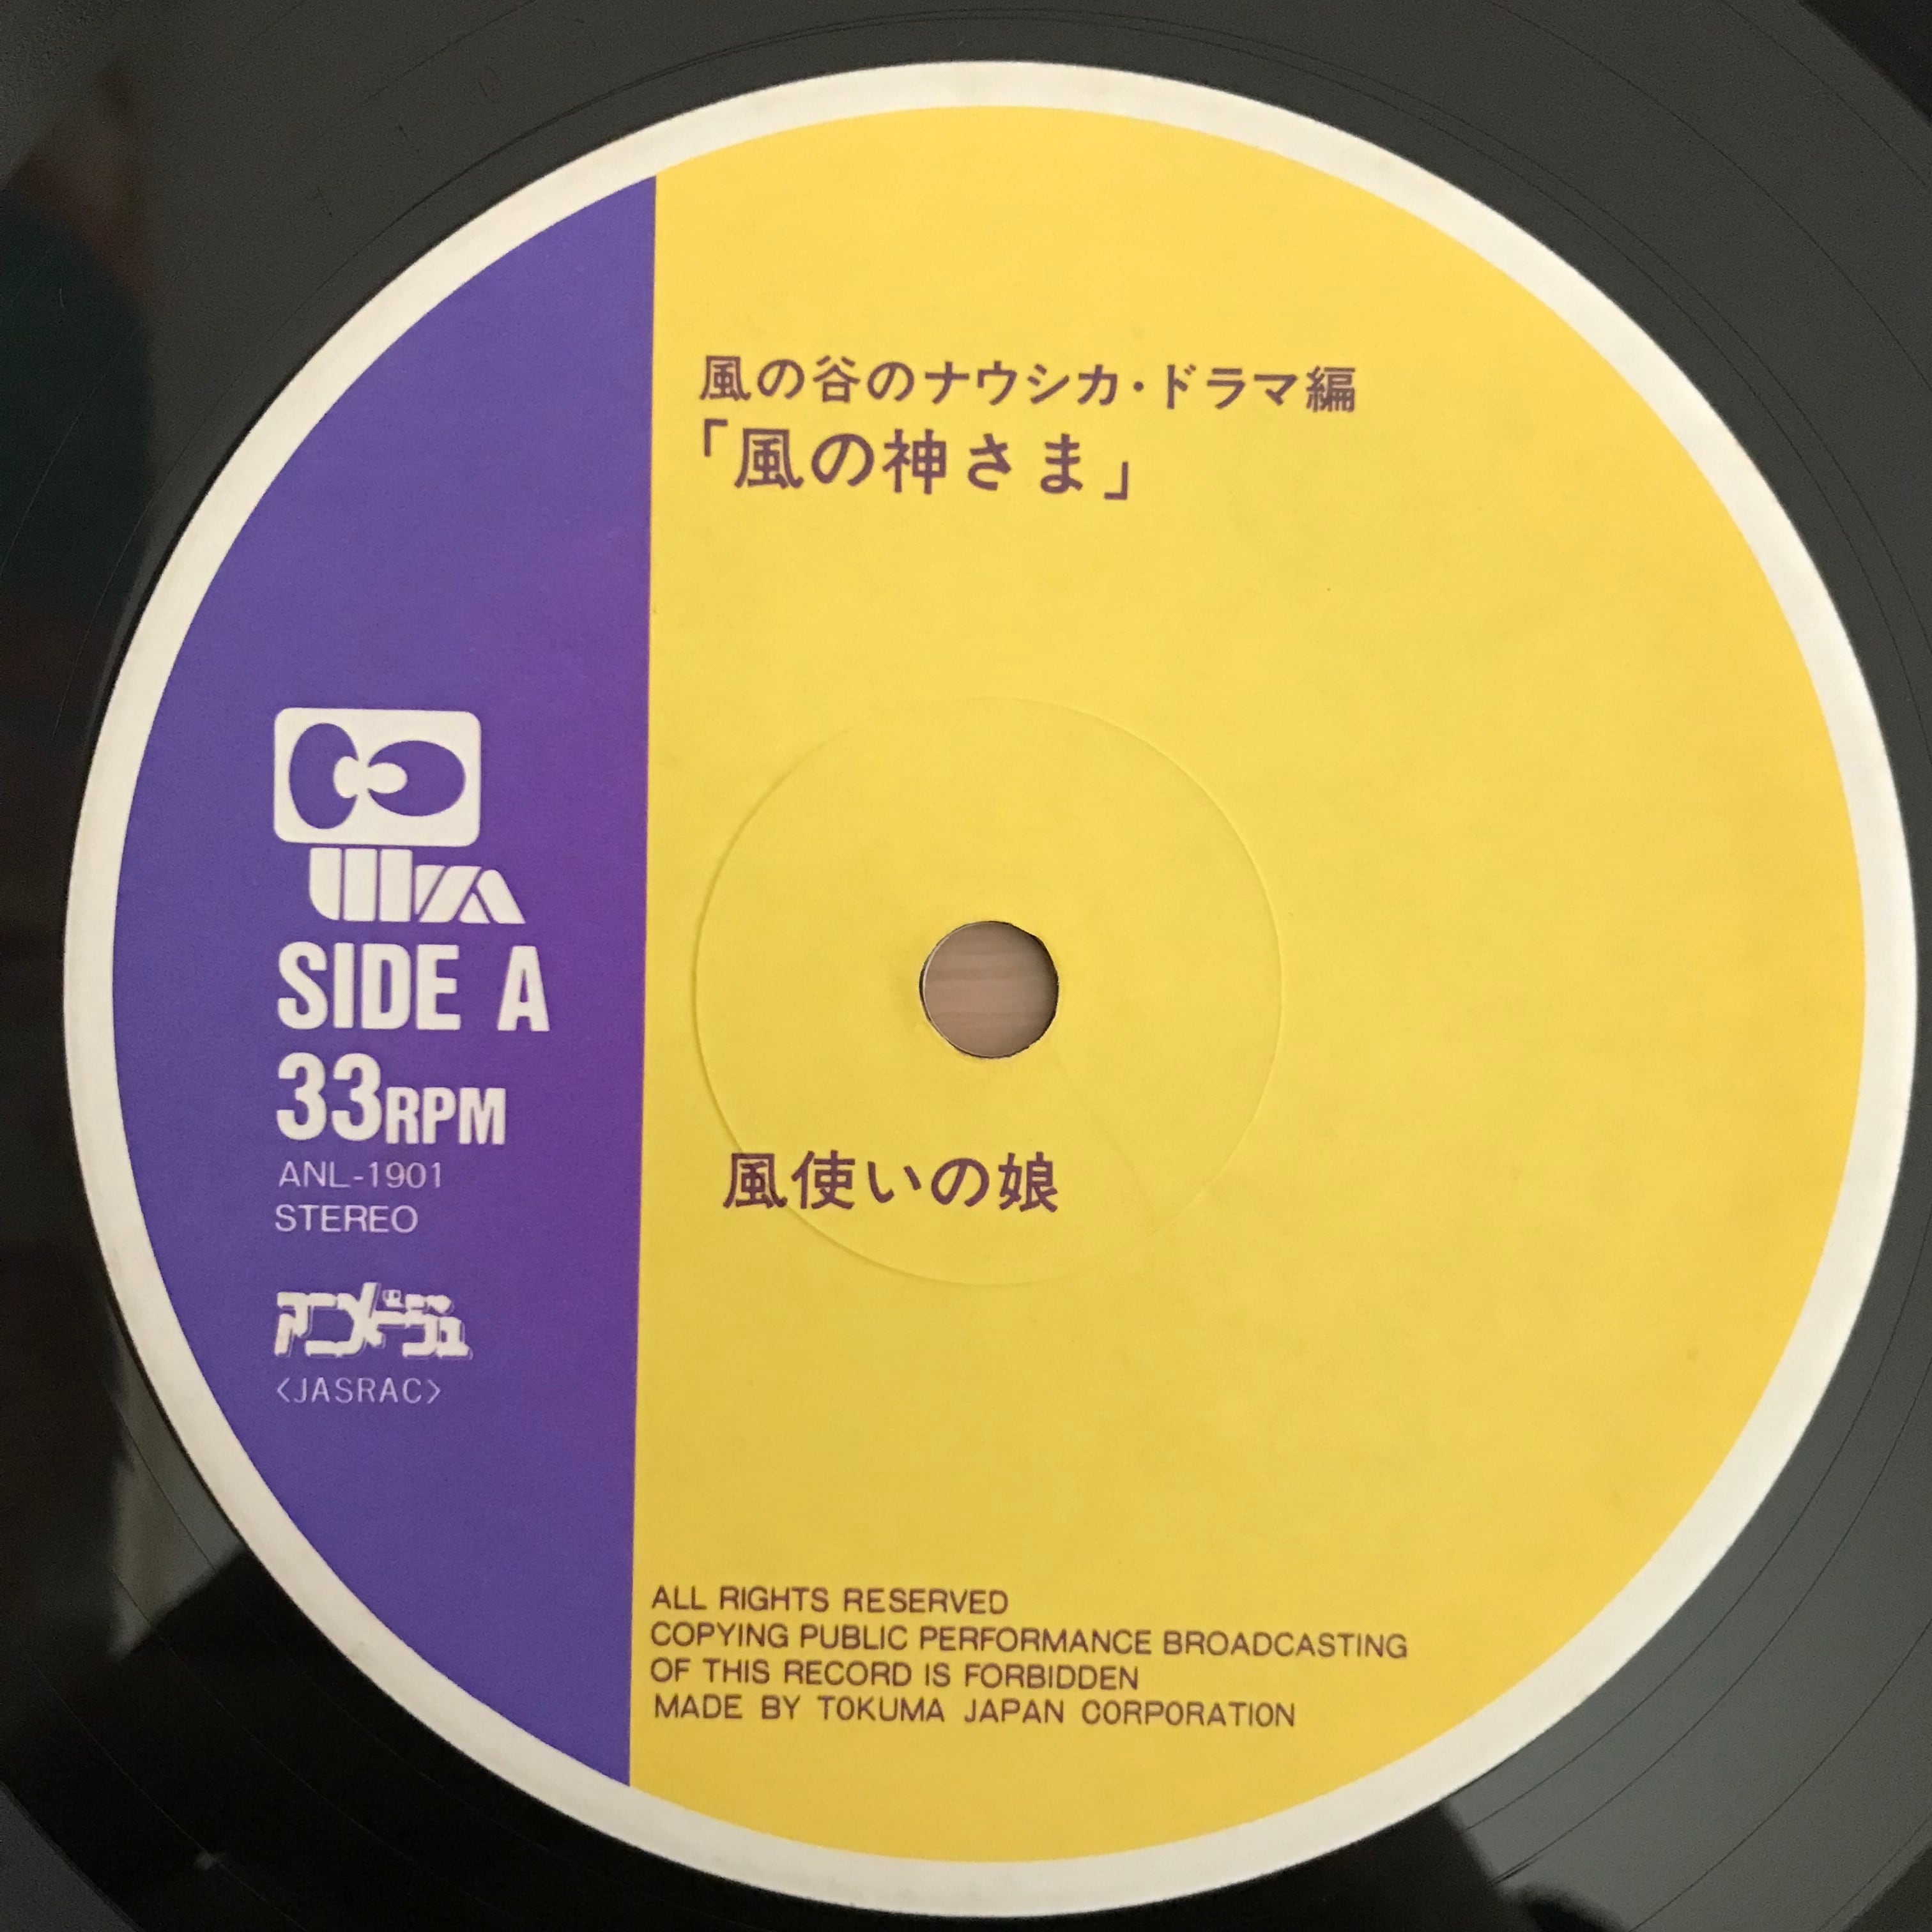 風の谷のナウシカ・ドラマ編
「風の神さま」
SIDE A
33RPM
ANL-1901
STEREO
アニメージュ
<JASRAC>
風使いの娘
ALL RIGHTS RESERVED
COPYING PUBLIC PERFORMANCE BROADCASTING
OF THIS RECORD IS FORBIDDEN
MADE BY TOKUMA JAPAN CORPORATION